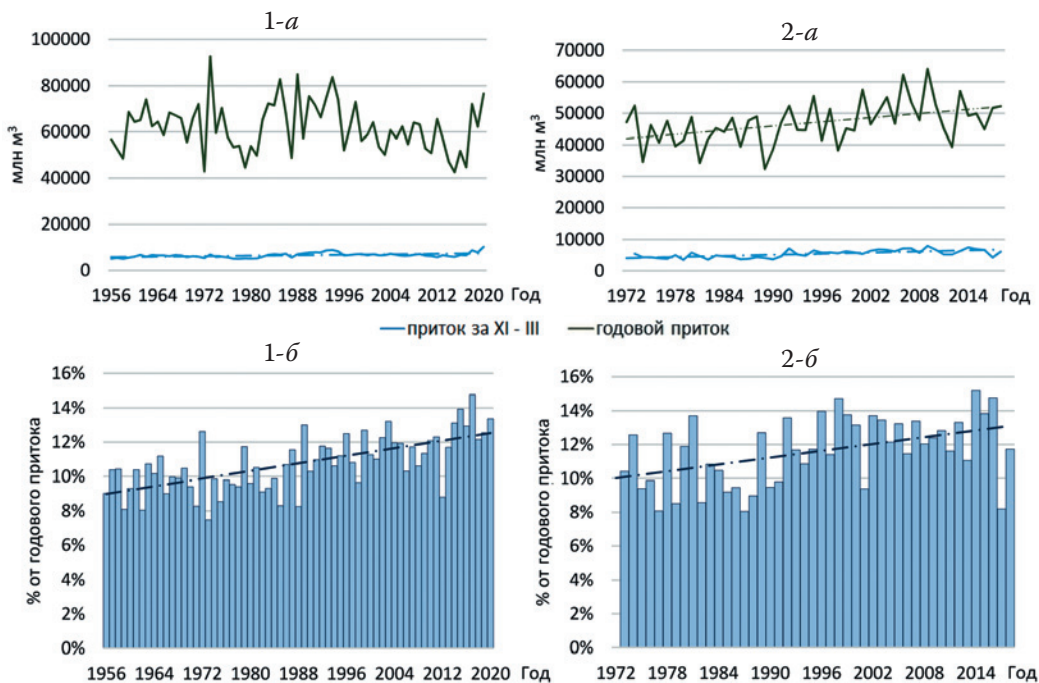 1-а
100000
80000
60000
40000
20000
0
млн м³
1956 1964 1972 1980 1988 1996 2004 2012 2020 Год
2-а
70000
60000
50000
40000
30000
20000
10000
0
млн м³
1972 1978 1984 1990 1996 2002 2008 2014 Год
приток за XI - III годовой приток
1-б
16%
14%
12%
10%
8%
6%
4%
2%
0%
% от годового притока
1956 1964 1972 1980 1988 1996 2004 2012 2020 Год
2-б
16%
14%
12%
10%
8%
6%
4%
2%
0%
% от годового притока
1972 1978 1984 1990 1996 2002 2008 2014 Год